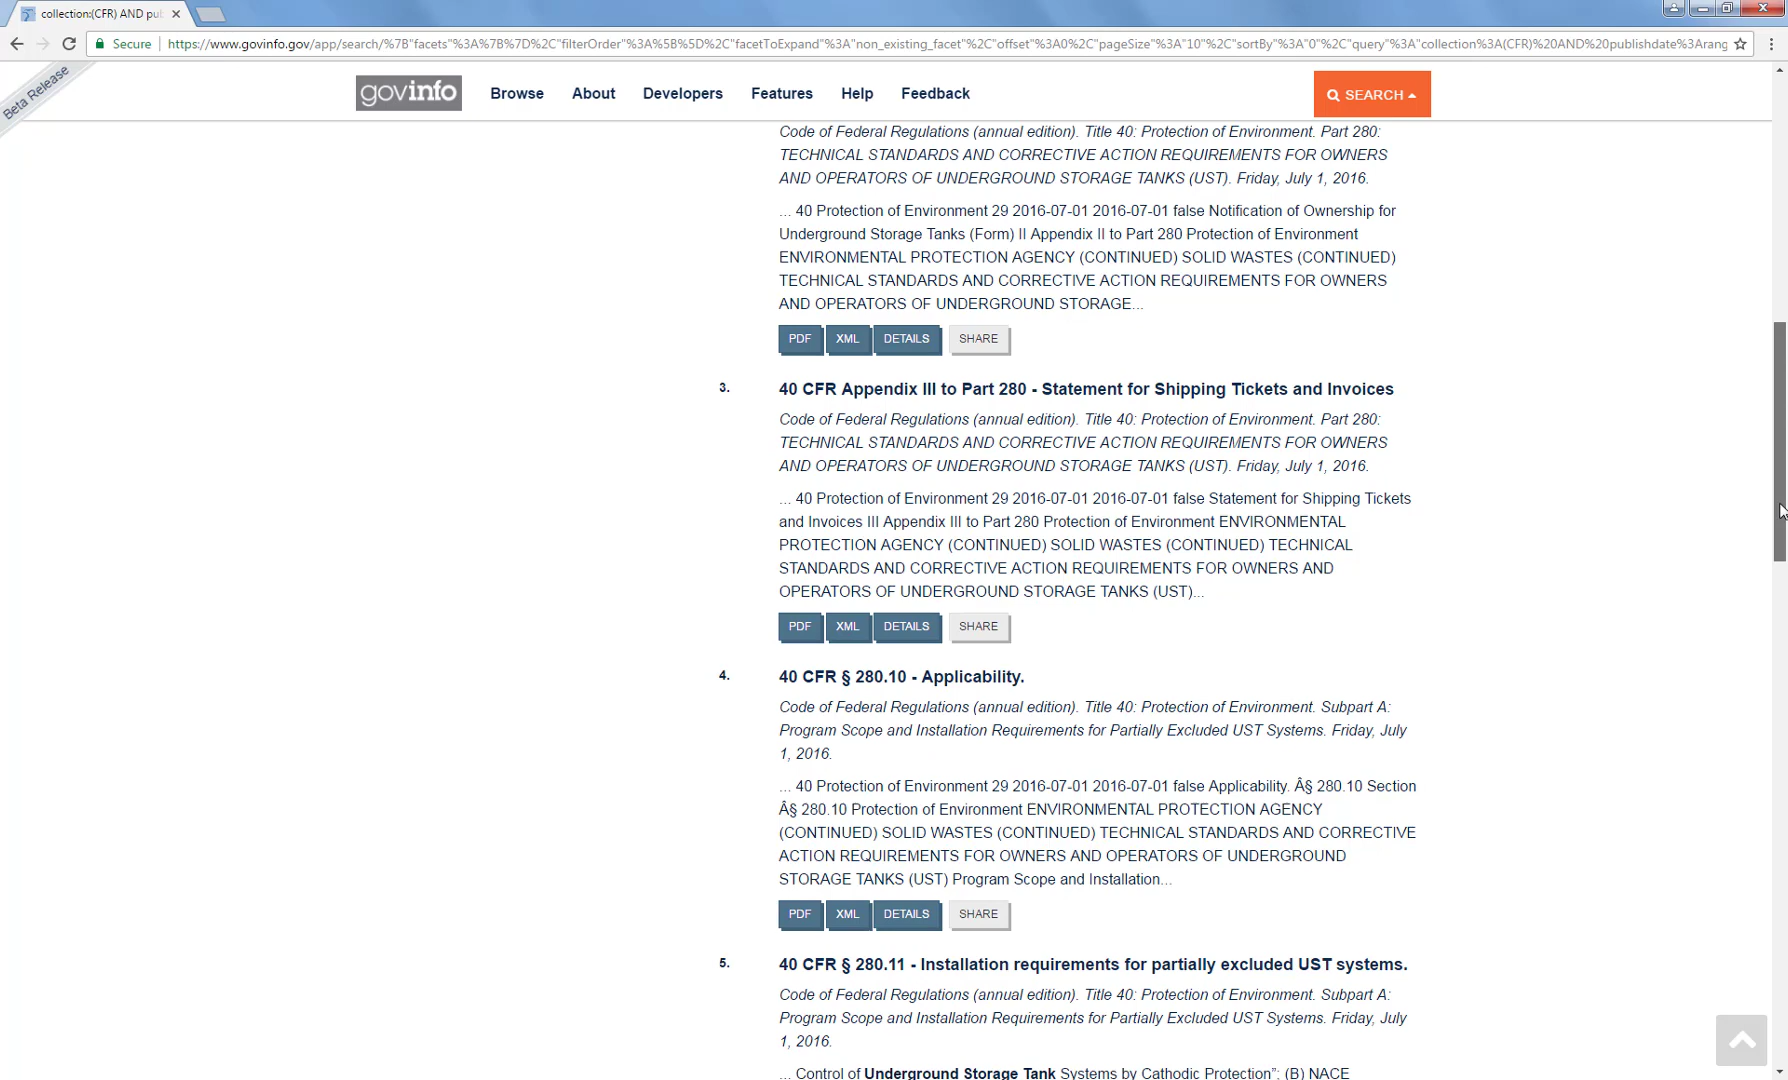 collection:(CFR) AND pu
Secure https://www.govinfo.gov/app/search/%7B"facets"%3A%7B%7D%2C"filterOrder"%3A%5B%5D%2C"facetToExpand"%3A"non_existing_facet"%2C"offset"%3A0%2C"pageSize"%3A"10"%2C"sortBy"%3A"0"%2C"query"%3A"collection%3A(CFR)%20AND%20publishdate%3Arang
Beta Release
govinfo Browse About Developers Features Help Feedback SEARCH
Code of Federal Regulations (annual edition). Title 40: Protection of Environment. Part 280:
TECHNICAL STANDARDS AND CORRECTIVE ACTION REQUIREMENTS FOR OWNERS
AND OPERATORS OF UNDERGROUND STORAGE TANKS (UST). Friday, July 1, 2016.
... 40 Protection of Environment 29 2016-07-01 2016-07-01 false Notification of Ownership for
Underground Storage Tanks (Form) II Appendix II to Part 280 Protection of Environment
ENVIRONMENTAL PROTECTION AGENCY (CONTINUED) SOLID WASTES (CONTINUED)
TECHNICAL STANDARDS AND CORRECTIVE ACTION REQUIREMENTS FOR OWNERS
AND OPERATORS OF UNDERGROUND STORAGE...
PDF XML DETAILS SHARE
3. 40 CFR Appendix III to Part 280 - Statement for Shipping Tickets and Invoices
Code of Federal Regulations (annual edition). Title 40: Protection of Environment. Part 280:
TECHNICAL STANDARDS AND CORRECTIVE ACTION REQUIREMENTS FOR OWNERS
AND OPERATORS OF UNDERGROUND STORAGE TANKS (UST). Friday, July 1, 2016.
... 40 Protection of Environment 29 2016-07-01 2016-07-01 false Statement for Shipping Tickets
and Invoices III Appendix III to Part 280 Protection of Environment ENVIRONMENTAL
PROTECTION AGENCY (CONTINUED) SOLID WASTES (CONTINUED) TECHNICAL
STANDARDS AND CORRECTIVE ACTION REQUIREMENTS FOR OWNERS AND
OPERATORS OF UNDERGROUND STORAGE TANKS (UST)...
PDF XML DETAILS SHARE
4. 40 CFR § 280.10 - Applicability.
Code of Federal Regulations (annual edition). Title 40: Protection of Environment. Subpart A:
Program Scope and Installation Requirements for Partially Excluded UST Systems. Friday, July
1, 2016.
... 40 Protection of Environment 29 2016-07-01 2016-07-01 false Applicability. Â§ 280.10 Section
Â§ 280.10 Protection of Environment ENVIRONMENTAL PROTECTION AGENCY
(CONTINUED) SOLID WASTES (CONTINUED) TECHNICAL STANDARDS AND CORRECTIVE
ACTION REQUIREMENTS FOR OWNERS AND OPERATORS OF UNDERGROUND
STORAGE TANKS (UST) Program Scope and Installation...
PDF XML DETAILS SHARE
5. 40 CFR § 280.11 - Installation requirements for partially excluded UST systems.
Code of Federal Regulations (annual edition). Title 40: Protection of Environment. Subpart A:
Program Scope and Installation Requirements for Partially Excluded UST Systems. Friday, July
1, 2016.
... Control of Underground Storage Tank Systems by Cathodic Protection”; (B) NACE